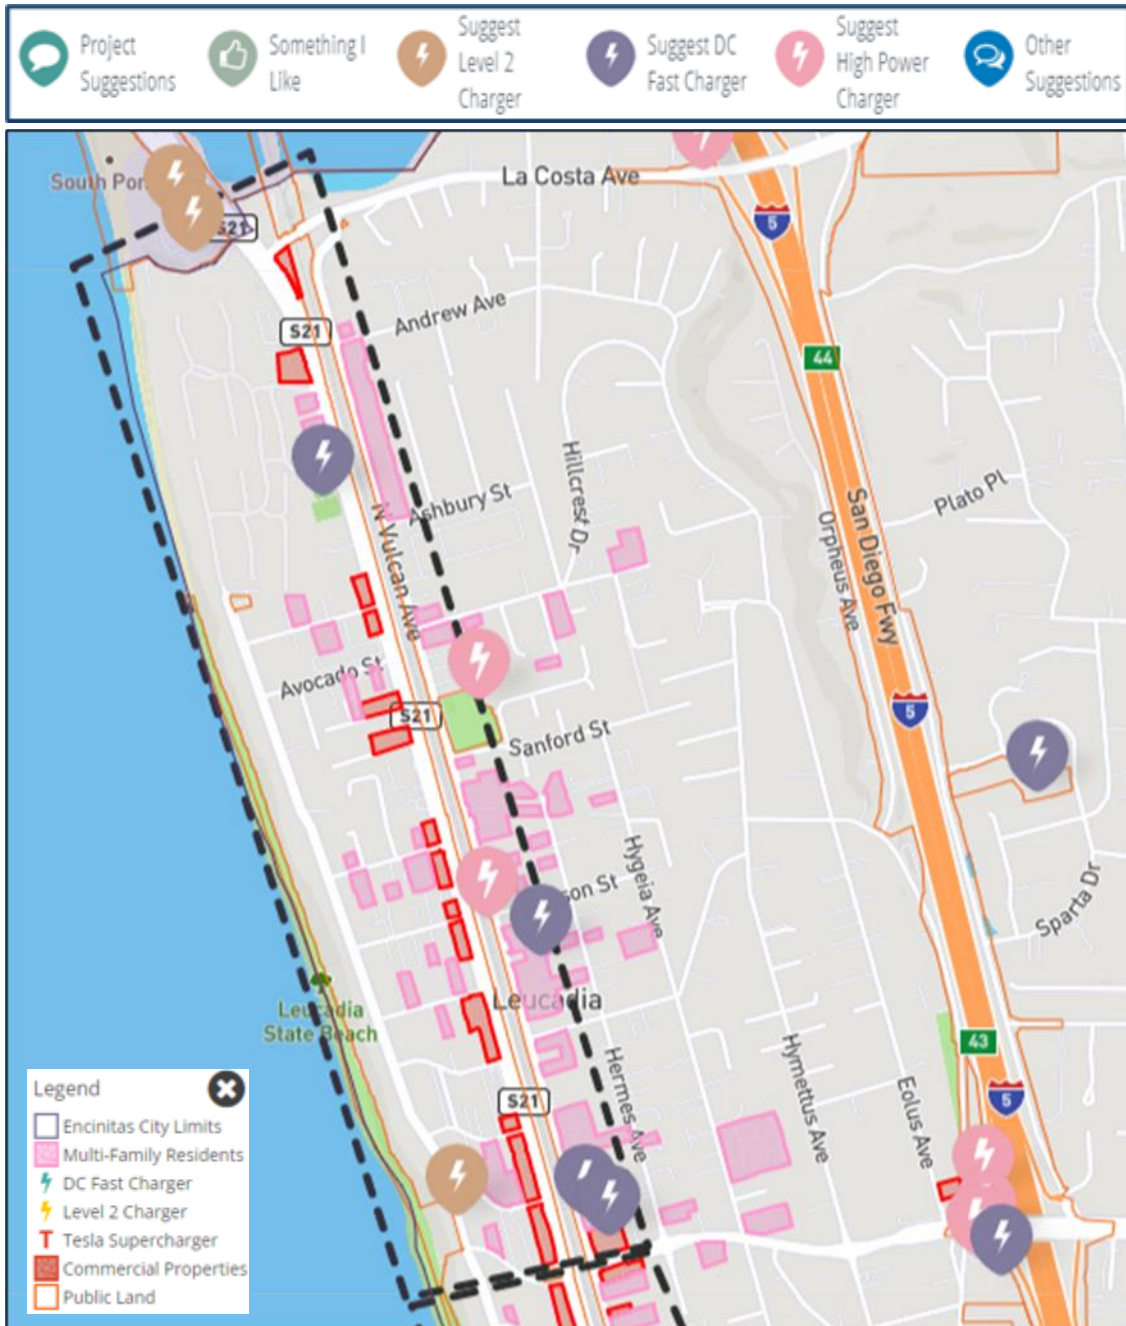 Project
Suggestions
Something I
Like
Suggest
Level 2
Charger
Suggest DC
Fast Charger
Suggest
High Power
Charger
Other
Suggestions
South Pon
La Costa Ave
S21
5
Andrew Ave
S21
44
Hillcrest Dr
Ashbury St
Plato Pl
N Vulcan Ave
Orpheus Ave
San Diego Fwy
Avocado St
S21
5
Sanford St
Hygeia Ave
son St
Sparta Dr
Leucadia
State Beach
Leucadia
43
Hermes Ave
Hymettus Ave
Eolus Ave
5
S21
Legend
Encinitas City Limits
Multi-Family Residents
DC Fast Charger
Level 2 Charger
T Tesla Supercharger
Commercial Properties
Public Land